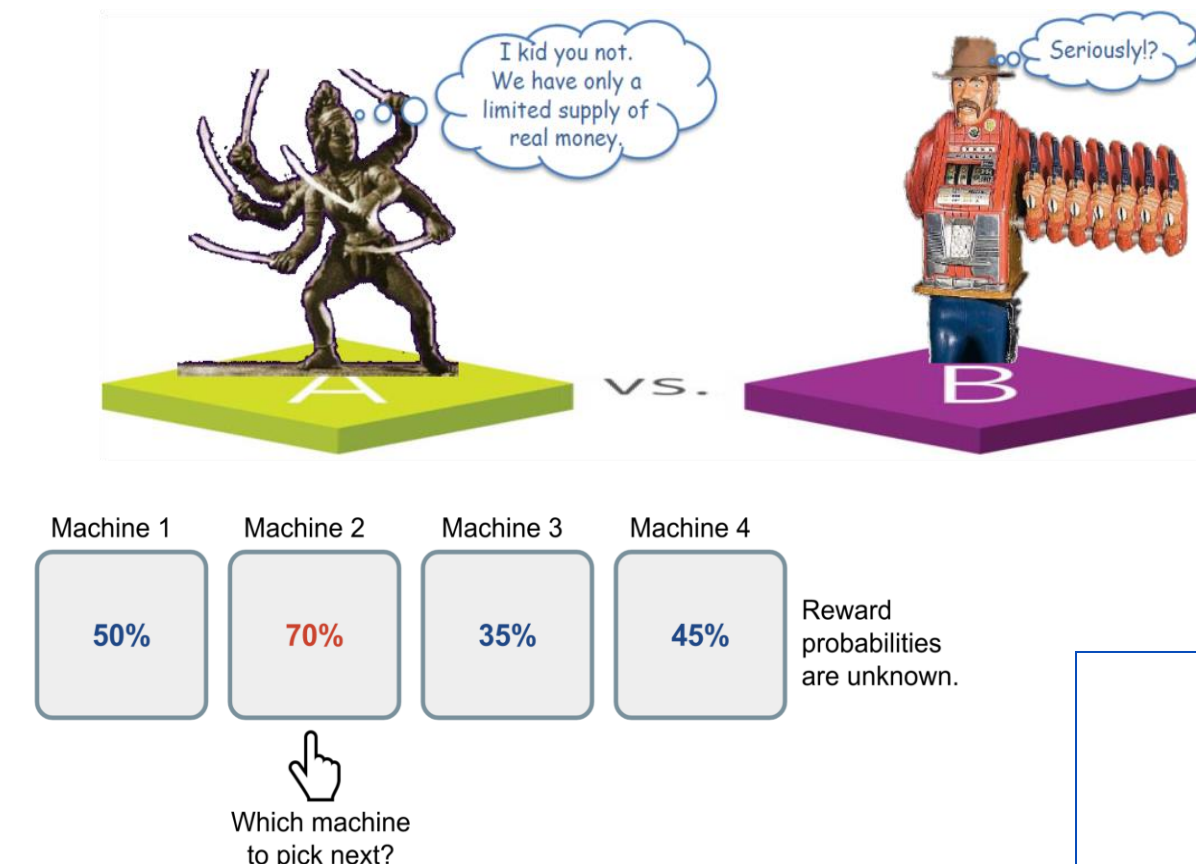 I kid you not.
We have only a
limited supply of
real money.
Seriously!?
A
vs.
B
Machine 1
Machine 2
Machine 3
Machine 4
50%
70%
35%
45%
Reward
probabilities
are unknown.
Which machine
to pick next?